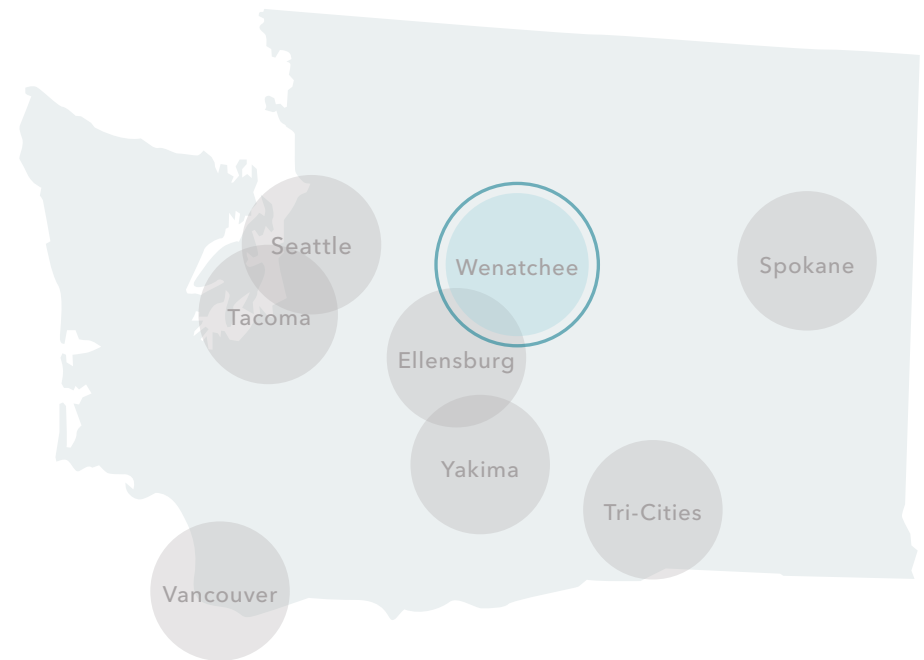 Seattle
Wenatchee
Spokane
Tacoma
Ellensburg
Yakima
Tri-Cities
Vancouver